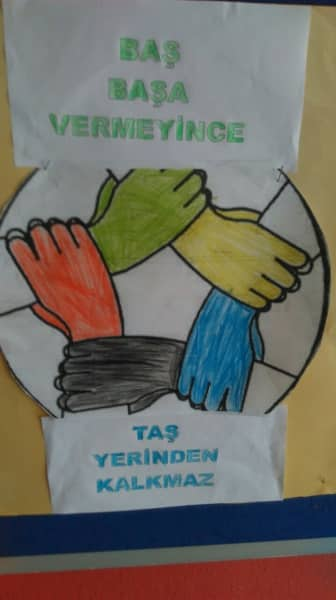 BAŞ
BAŞA
VERMEYİNCE
TAŞ
YERİNDEN
KALKMAZ